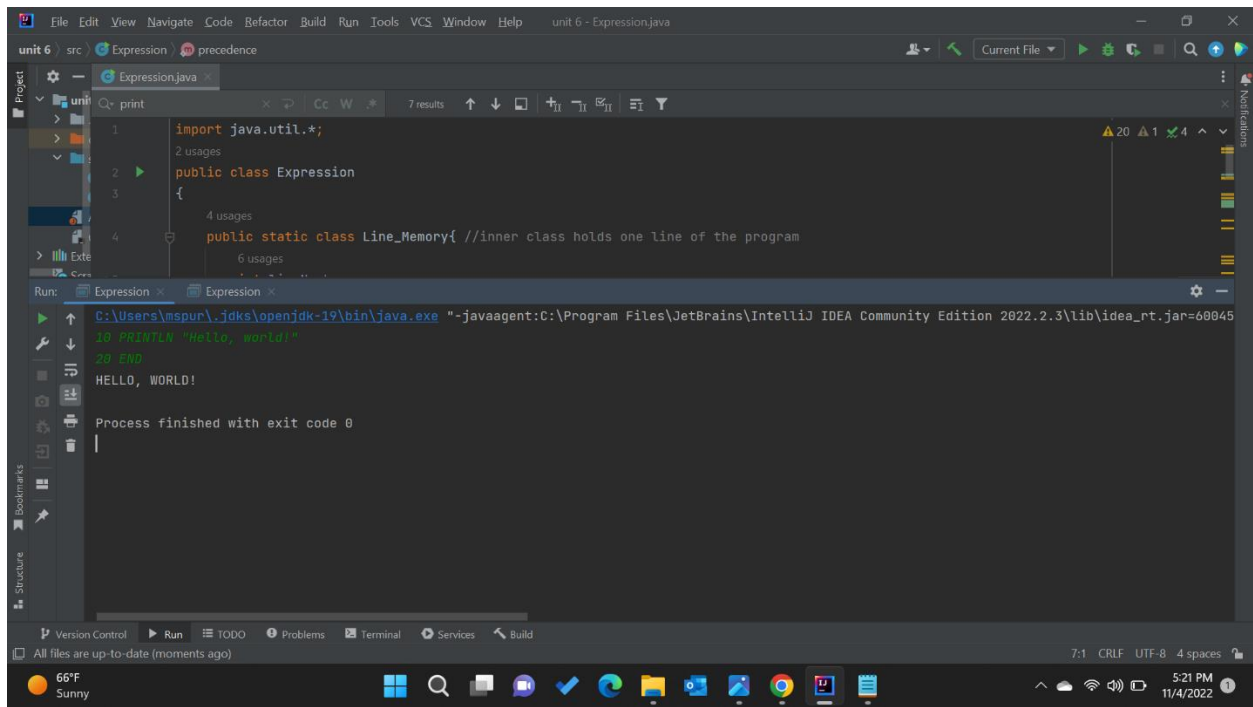 File Edit View Navigate Code Refactor Build Run Tools VCS Window Help unit 6 - Expression.java
unit 6 src Expression precedence Current File
Project
Expression.java
print Cc W .* 7 results
Notifications
1 import java.util.*; 20 1 4
2 usages
2 public class Expression
3 {
4 usages
4 public static class Line_Memory{ //inner class holds one line of the program
6 usages
Run: Expression Expression
C:\Users\mspur\.jdks\openjdk-19\bin\java.exe "-javaagent:C:\Program Files\JetBrains\IntelliJ IDEA Community Edition 2022.2.3\lib\idea_rt.jar=60045
10 PRINTLN "Hello, world!"
20 END
HELLO, WORLD!
Process finished with exit code 0
Bookmarks
Structure
Version Control Run TODO Problems Terminal Services Build
All files are up-to-date (moments ago) 7:1 CRLF UTF-8 4 spaces
66°F
Sunny
5:21 PM
11/4/2022 1